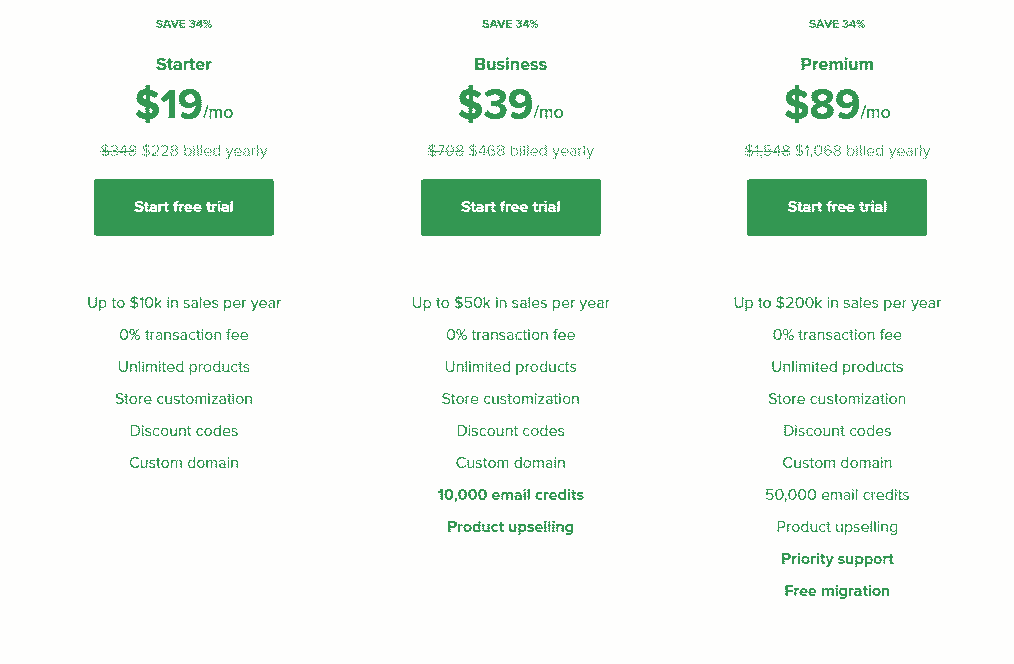 SAVE 34%
Starter
$19/mo
$348 $228 billed yearly
Start free trial
Up to $10k in sales per year
0% transaction fee
Unlimited products
Store customization
Discount codes
Custom domain
SAVE 34%
Business
$39/mo
$708 $468 billed yearly
Start free trial
Up to $50k in sales per year
0% transaction fee
Unlimited products
Store customization
Discount codes
Custom domain
10,000 email credits
Product upselling
SAVE 34%
Premium
$89/mo
$1,548 $1,068 billed yearly
Start free trial
Up to $200k in sales per year
0% transaction fee
Unlimited products
Store customization
Discount codes
Custom domain
50,000 email credits
Product upselling
Priority support
Free migration